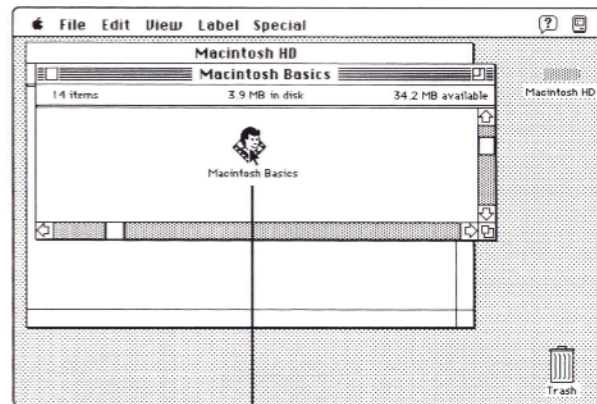 File Edit View Label Special
Macintosh HD
Macintosh Basics
14 items 3.9 MB in disk 34.2 MB available
Macintosh HD
Macintosh Basics
Trash